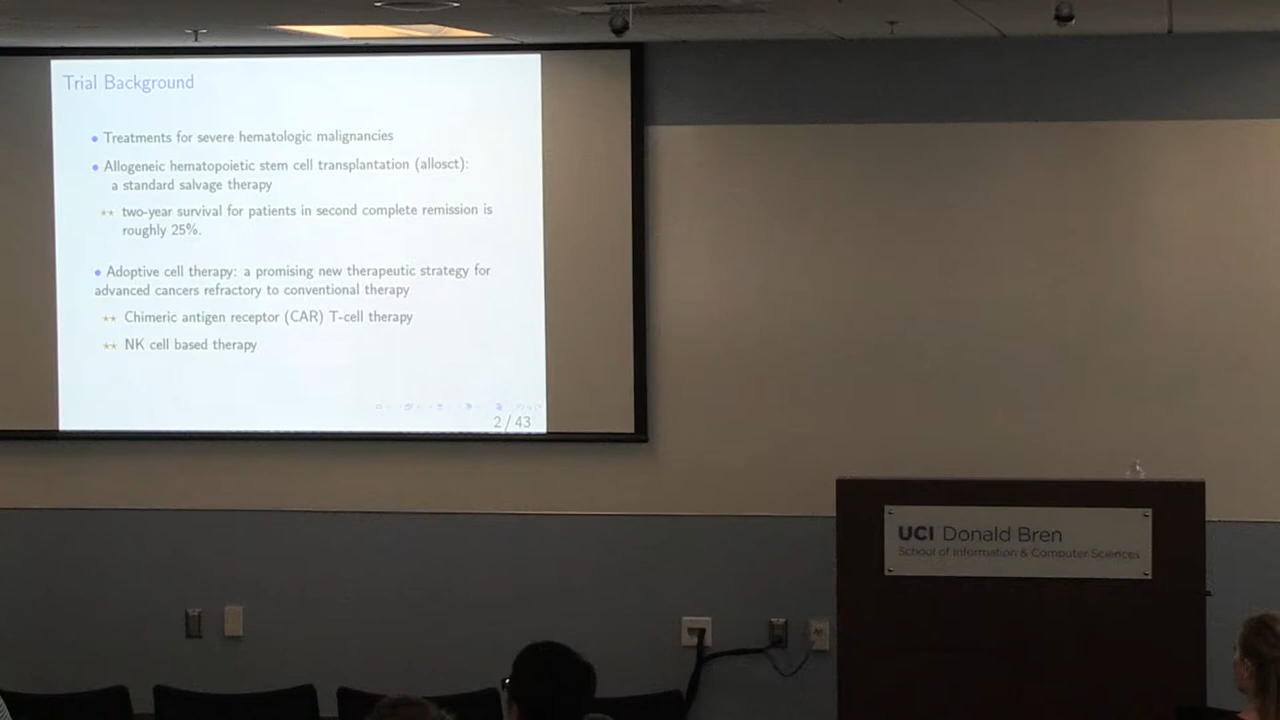 Trial Background
• Treatments for severe hematologic malignancies
• Allogeneic hematopoietic stem cell transplantation (allosct):
a standard salvage therapy
⋆⋆ two-year survival for patients in second complete remission is
roughly 25%.
• Adoptive cell therapy: a promising new therapeutic strategy for
advanced cancers refractory to conventional therapy
⋆⋆ Chimeric antigen receptor (CAR) T-cell therapy
⋆⋆ NK cell based therapy
2 / 43
UCI Donald Bren
School of Information & Computer Sciences